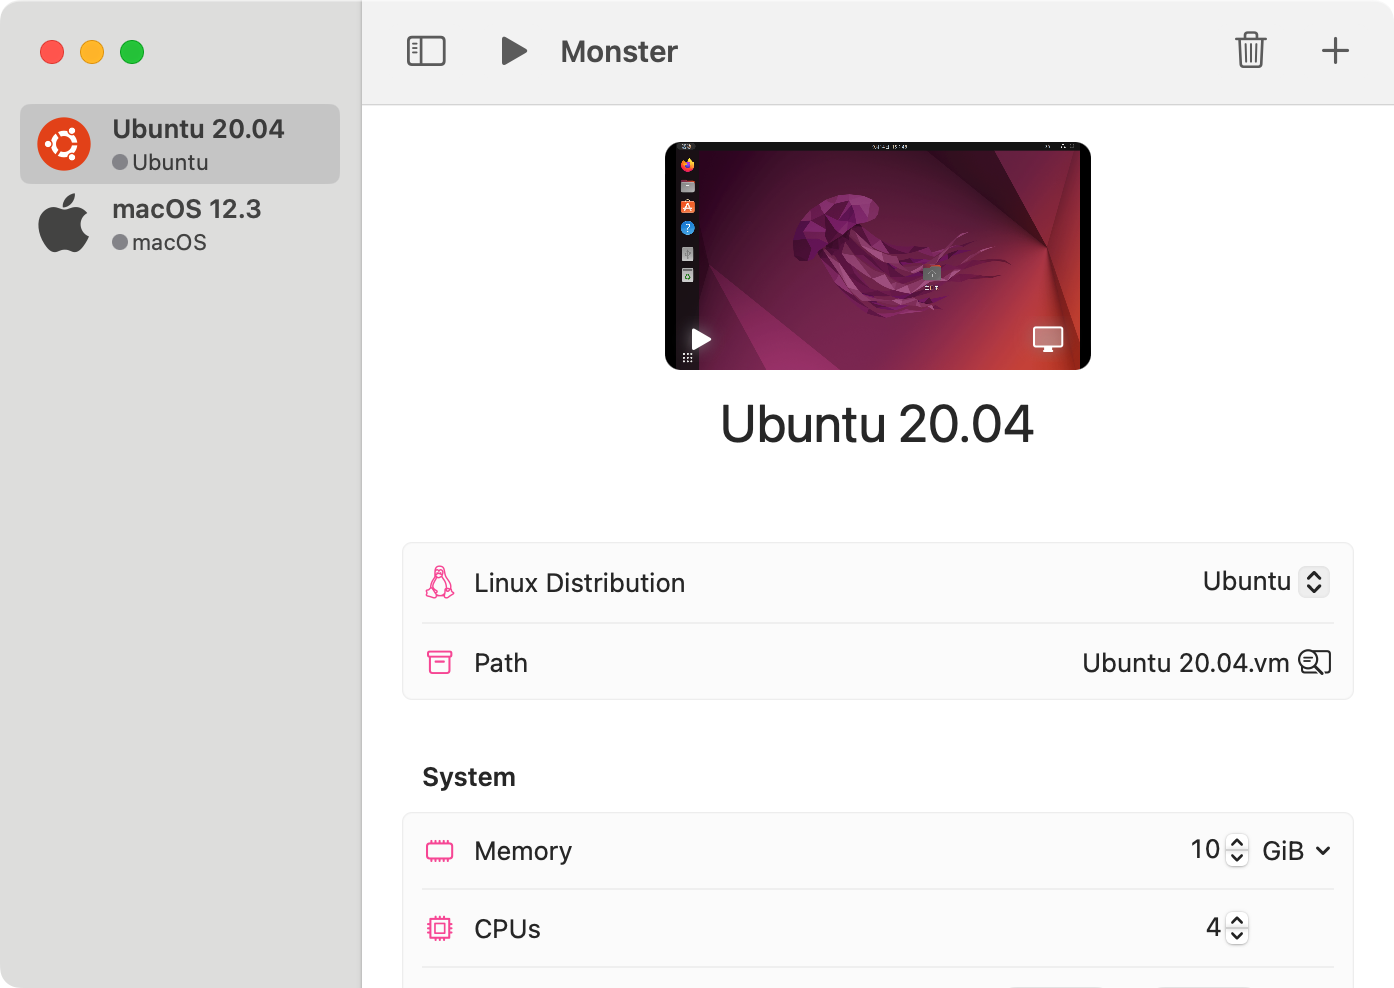 Monster
Ubuntu 20.04
Ubuntu
macOS 12.3
macOS
Ubuntu 20.04
Linux Distribution
Ubuntu
Path
Ubuntu 20.04.vm
System
Memory
10
GiB
CPUs
4